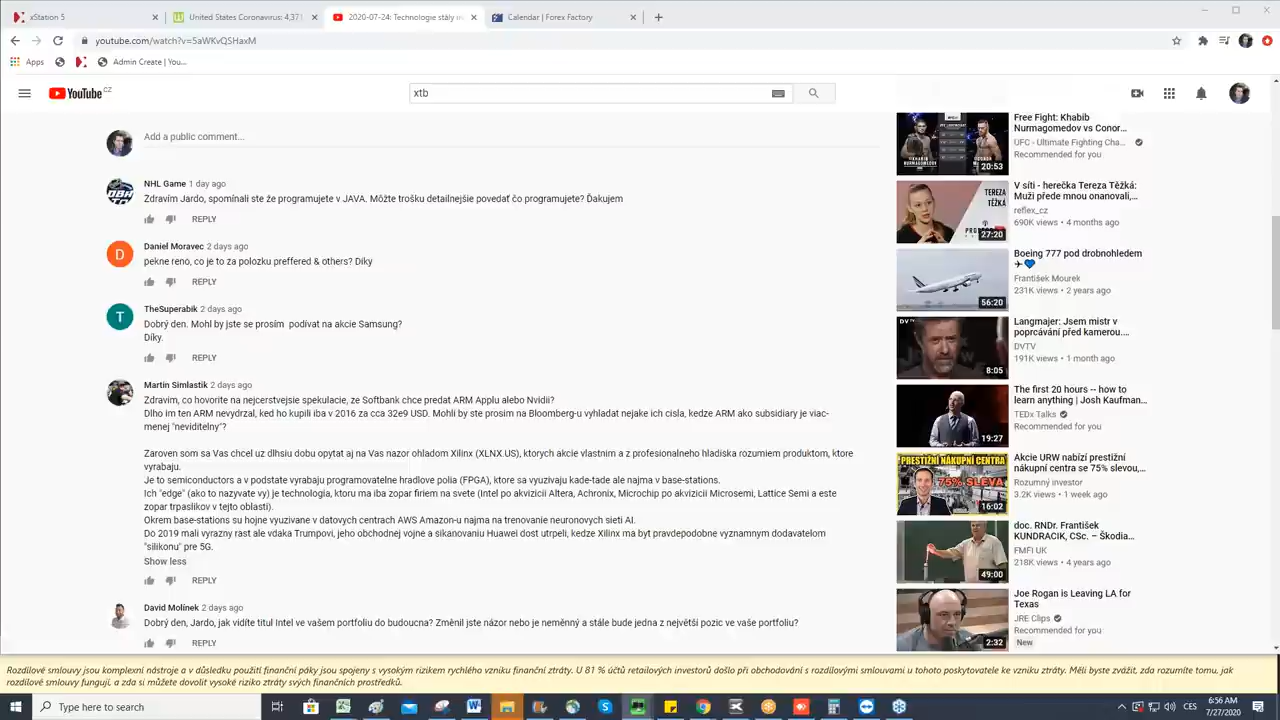 xStation 5
United States Coronavirus: 4,371
2020-07-24: Technologie stály
Calendar | Forex Factory
youtube.com/watch?v=5aWKvQSHaxM
Apps
Admin Create | You...
YouTube CZ
xtb
Add a public comment...
NHL Game 1 day ago
Zdravím Jardo, spomínali ste že programujete v JAVA. Môžte trošku detailnejšie povedať čo programujete? Ďakujem
REPLY
Daniel Moravec 2 days ago
pekne reno, co je to za polozku preffered & others? Diky
REPLY
TheSuperabik 2 days ago
Dobrý den. Mohl by jste se prosím podivat na akcie Samsung?
Díky.
REPLY
Martin Simlastik 2 days ago
Zdravim, co hovorite na nejcerstvejsie spekulacie, ze Softbank chce predat ARM Applu alebo Nvidii?
Dlho im ten ARM nevydrzal, ked ho kupili iba v 2016 za cca 32e9 USD. Mohli by ste prosim na Bloomberg-u vyhladat nejake ich cisla, kedze ARM ako subsidiary je viac-
menej "neviditelny"?
Zaroven som sa Vas chcel uz dlhsiu dobu opytat aj na Vas nazor ohladom Xilinx (XLNX.US), ktorych akcie vlastnim a z profesionalneho hladiska rozumiem produktom, ktore
vyrabaju.
Je to semiconductors a v podstate vyrabaju programovatelne hradlove polia (FPGA), ktore sa vyuzivaju kade-tade ale najma v base-stations.
Ich "edge" (ako to nazyvate vy) je technologia, ktoru ma iba zopar firiem na svete (Intel po akvizicii Altera, Achronix, Microchip po akvizicii Microsemi, Lattice Semi a este
zopar trpaslikov v tejto oblasti).
Okrem base-stations su hojne vyuzivane v datovych centrach AWS Amazon-u najma na trenovanie neuronovych sieti AI.
Do 2019 mali vyrazny rast ale vdaka Trumpovi, jeho obchodnej vojne a sikanovaniu Huawei dost utrpeli, kedze Xilinx ma byt pravdepodobne vyznamnym dodavatelom
"silikonu" pre 5G.
Show less
REPLY
David Molínek 2 days ago
Dobrý den, Jardo, jak vidíte titul Intel ve vašem portfoliu do budoucna? Změnil jste názor nebo je neměnný a stále bude jedna z největší pozic ve vaše portfoliu?
REPLY
20:53
Free Fight: Khabib
Nurmagomedov vs Conor...
UFC - Ultimate Fighting Cha...
Recommended for you
TEREZA
TĚŽKÁ
27:20
V síti - herečka Tereza Těžká:
Muži přede mnou onanovali,...
reflex_cz
690K views • 4 months ago
56:20
Boeing 777 pod drobnohledem
František Mourek
231K views • 2 years ago
8:05
Langmajer: Jsem mistr v
poprcávání před kamerou....
DVTV
191K views • 1 month ago
19:27
The first 20 hours -- how to
learn anything | Josh Kaufman...
TEDx Talks
Recommended for you
PRESTIŽNÍ NÁKUPNÍ CENTRA
75% SLEVA
16:02
Akcie URW nabízí prestižní
nákupní centra se 75% slevou,...
Rozumný investor
3.2K views • 1 week ago
49:00
doc. RNDr. František
KUNDRACIK, CSc. – Škodia...
FMFI UK
218K views • 4 years ago
2:32
Joe Rogan is Leaving LA for
Texas
JRE Clips
Recommended for you
New
Rozdílové smlouvy jsou komplexní nástroje a v důsledku použití finanční páky jsou spojeny s vysokým rizikem rychlého vzniku finanční ztráty. U 81 % účtů retailových investorů došlo při obchodování s rozdílovými smlouvami u tohoto poskytovatele ke vzniku ztráty. Měli byste zvážit, zda rozumíte tomu, jak
rozdílové smlouvy fungují, a zda si můžete dovolit vysoké riziko ztráty svých finančních prostředků.
Type here to search
CES
6:56 AM
7/27/2020